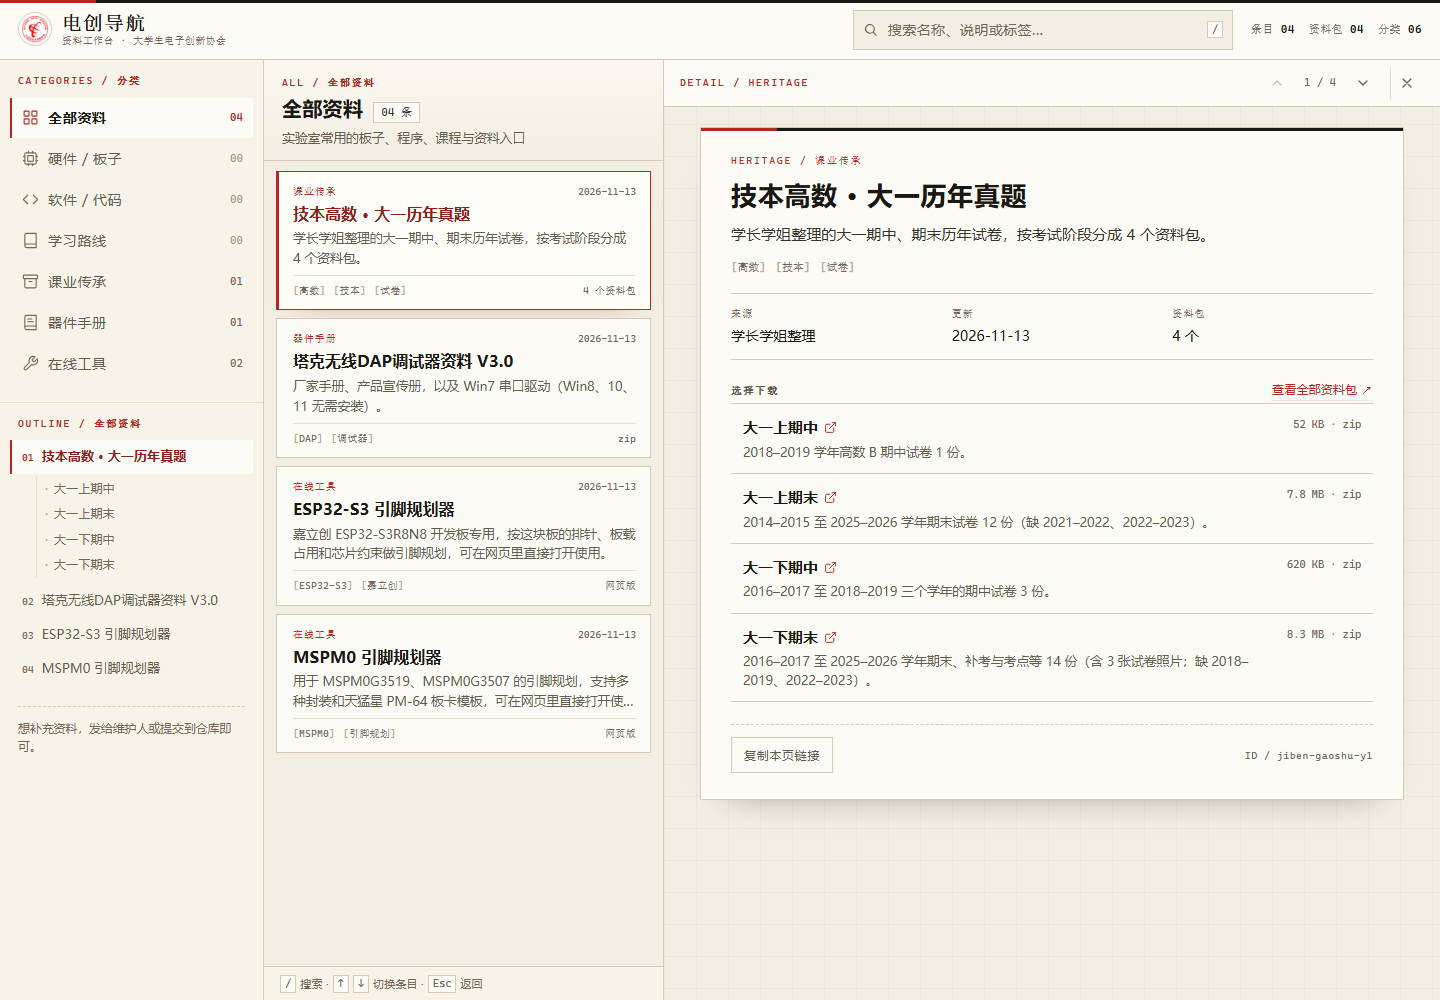 电创导航
资料工作台 · 大学生电子创新协会
搜索名称、说明或标签... /
条目 04 资料包 04 分类 06
CATEGORIES / 分类
全部资料 04
硬件 / 板子 00
软件 / 代码 00
学习路线 00
课业传承 01
器件手册 01
在线工具 02
OUTLINE / 全部资料
01 技本高数 • 大一历年真题
· 大一上期中
· 大一上期末
· 大一下期中
· 大一下期末
02 塔克无线DAP调试器资料 V3.0
03 ESP32-S3 引脚规划器
04 MSPM0 引脚规划器
想补充资料，发给维护人或提交到仓库即
可。
ALL / 全部资料
全部资料 04 条
实验室常用的板子、程序、课程与资料入口
课业传承 2026-11-13
技本高数 • 大一历年真题
学长学姐整理的大一期中、期末历年试卷，按考试阶段分成
4 个资料包。
[高数] [技本] [试卷] 4 个资料包
器件手册 2026-11-13
塔克无线DAP调试器资料 V3.0
厂家手册、产品宣传册，以及 Win7 串口驱动（Win8、10、
11 无需安装）。
[DAP] [调试器] zip
在线工具 2026-11-13
ESP32-S3 引脚规划器
嘉立创 ESP32-S3R8N8 开发板专用，按这块板的排针、板载
占用和芯片约束做引脚规划，可在网页里直接打开使用。
[ESP32-S3] [嘉立创] 网页版
在线工具 2026-11-13
MSPM0 引脚规划器
用于 MSPM0G3519、MSPM0G3507 的引脚规划，支持多
种封装和天猛星 PM-64 板卡模板，可在网页里直接打开使...
[MSPM0] [引脚规划] 网页版
/ 搜索 · ↑ ↓ 切换条目 · Esc 返回
DETAIL / HERITAGE
1 / 4
HERITAGE / 课业传承
技本高数 • 大一历年真题
学长学姐整理的大一期中、期末历年试卷，按考试阶段分成 4 个资料包。
[高数] [技本] [试卷]
来源 更新 资料包
学长学姐整理 2026-11-13 4 个
选择下载 查看全部资料包 ↗
大一上期中 52 KB · zip
2018–2019 学年高数 B 期中试卷 1 份。
大一上期末 7.8 MB · zip
2014–2015 至 2025–2026 学年期末试卷 12 份（缺 2021–2022、2022–2023）。
大一下期中 620 KB · zip
2016–2017 至 2018–2019 三个学年的期中试卷 3 份。
大一下期末 8.3 MB · zip
2016–2017 至 2025–2026 学年期末、补考与考点等 14 份（含 3 张试卷照片；缺 2018–
2019、2022–2023）。
复制本页链接 ID / jiben-gaoshu-y1